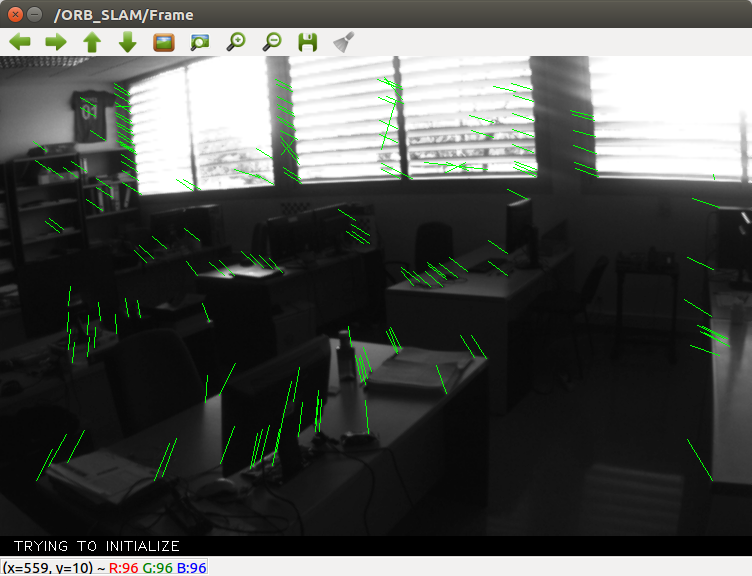 /ORB_SLAM/Frame
TRYING TO INITIALIZE
(x=559, y=10) ~ R:96 G:96 B:96